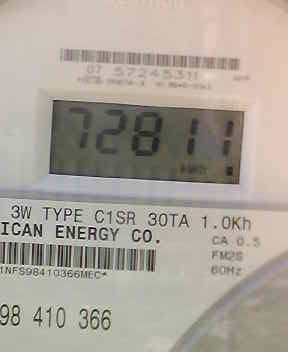 07 57245311
72811
3W TYPE C1SR 30TA 1.0Kh
ICAN ENERGY CO.
CA 0.5
FM2S
60Hz
1NFS98410366MEC*
98 410 366